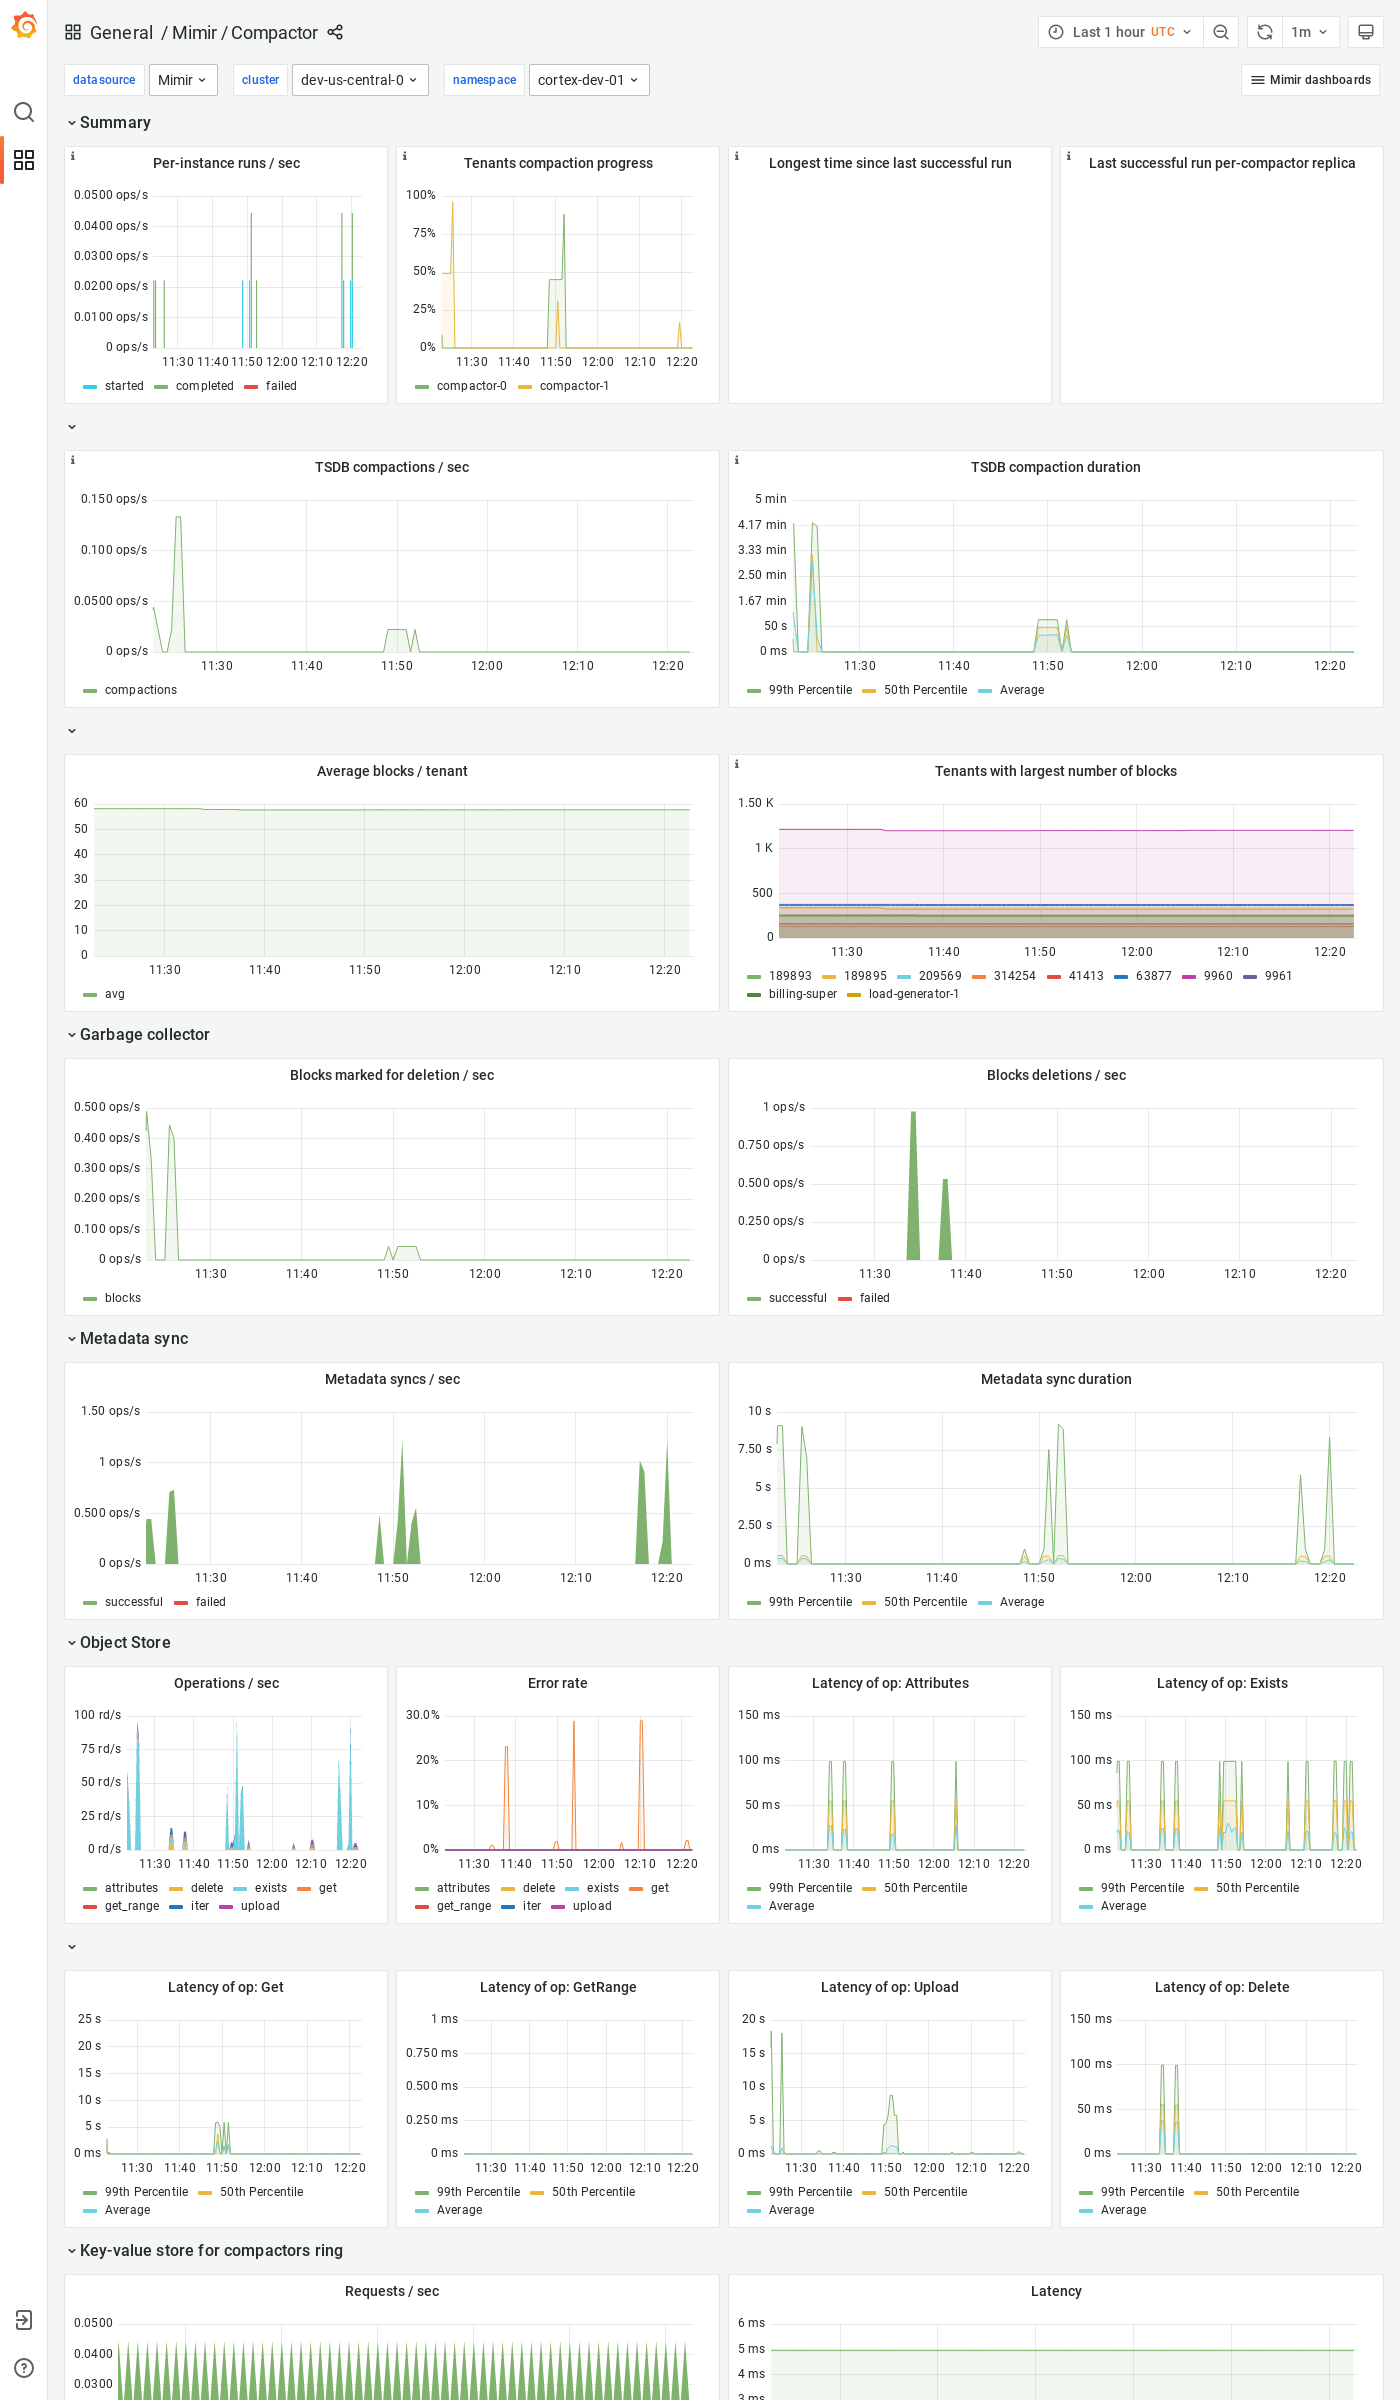 General / Mimir / Compactor
Last 1 hour UTC
1m
datasource Mimir cluster dev-us-central-0 namespace cortex-dev-01 Mimir dashboards
Summary
Per-instance runs / sec
0.0500 ops/s
0.0400 ops/s
0.0300 ops/s
0.0200 ops/s
0.0100 ops/s
0 ops/s
11:30 11:40 11:50 12:00 12:10 12:20
started completed failed
Tenants compaction progress
100%
75%
50%
25%
0%
11:30 11:40 11:50 12:00 12:10 12:20
compactor-0 compactor-1
Longest time since last successful run
Last successful run per-compactor replica
TSDB compactions / sec
0.150 ops/s
0.100 ops/s
0.0500 ops/s
0 ops/s
11:30 11:40 11:50 12:00 12:10 12:20
compactions
TSDB compaction duration
5 min
4.17 min
3.33 min
2.50 min
1.67 min
50 s
0 ms
11:30 11:40 11:50 12:00 12:10 12:20
99th Percentile 50th Percentile Average
Average blocks / tenant
60
50
40
30
20
10
0
11:30 11:40 11:50 12:00 12:10 12:20
avg
Tenants with largest number of blocks
1.50 K
1 K
500
0
11:30 11:40 11:50 12:00 12:10 12:20
189893 189895 209569 314254 41413 63877 9960 9961
billing-super load-generator-1
Garbage collector
Blocks marked for deletion / sec
0.500 ops/s
0.400 ops/s
0.300 ops/s
0.200 ops/s
0.100 ops/s
0 ops/s
11:30 11:40 11:50 12:00 12:10 12:20
blocks
Blocks deletions / sec
1 ops/s
0.750 ops/s
0.500 ops/s
0.250 ops/s
0 ops/s
11:30 11:40 11:50 12:00 12:10 12:20
successful failed
Metadata sync
Metadata syncs / sec
1.50 ops/s
1 ops/s
0.500 ops/s
0 ops/s
11:30 11:40 11:50 12:00 12:10 12:20
successful failed
Metadata sync duration
10 s
7.50 s
5 s
2.50 s
0 ms
11:30 11:40 11:50 12:00 12:10 12:20
99th Percentile 50th Percentile Average
Object Store
Operations / sec
100 rd/s
75 rd/s
50 rd/s
25 rd/s
0 rd/s
11:30 11:40 11:50 12:00 12:10 12:20
attributes delete exists get
get_range iter upload
Error rate
30.0%
20%
10%
0%
11:30 11:40 11:50 12:00 12:10 12:20
attributes delete exists get
get_range iter upload
Latency of op: Attributes
150 ms
100 ms
50 ms
0 ms
11:30 11:40 11:50 12:00 12:10 12:20
99th Percentile 50th Percentile
Average
Latency of op: Exists
150 ms
100 ms
50 ms
0 ms
11:30 11:40 11:50 12:00 12:10 12:20
99th Percentile 50th Percentile
Average
Latency of op: Get
25 s
20 s
15 s
10 s
5 s
0 ms
11:30 11:40 11:50 12:00 12:10 12:20
99th Percentile 50th Percentile
Average
Latency of op: GetRange
1 ms
0.750 ms
0.500 ms
0.250 ms
0 ms
11:30 11:40 11:50 12:00 12:10 12:20
99th Percentile 50th Percentile
Average
Latency of op: Upload
20 s
15 s
10 s
5 s
0 ms
11:30 11:40 11:50 12:00 12:10 12:20
99th Percentile 50th Percentile
Average
Latency of op: Delete
150 ms
100 ms
50 ms
0 ms
11:30 11:40 11:50 12:00 12:10 12:20
99th Percentile 50th Percentile
Average
Key-value store for compactors ring
Requests / sec
0.0500
0.0400
0.0300
Latency
6 ms
5 ms
4 ms
3 ms